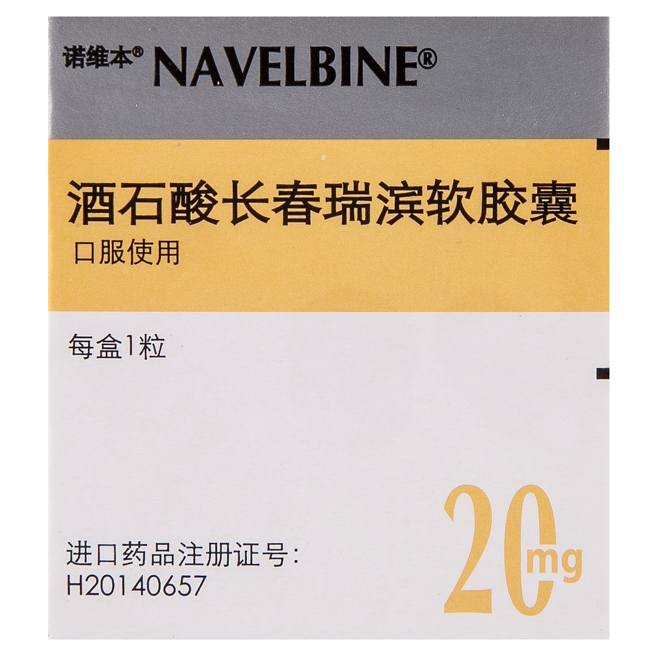 诺维本® NAVELBINE®
酒石酸长春瑞滨软胶囊
口服使用
每盒1粒
进口药品注册证号：
H20140657
20mg